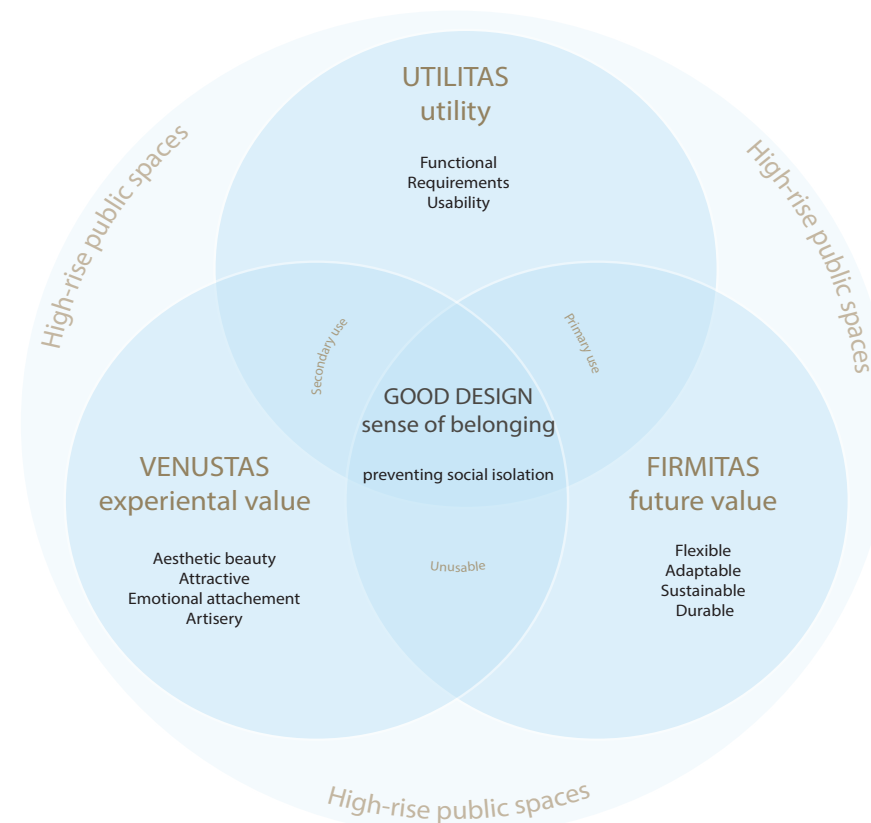 UTILITAS
utility
Functional
Requirements
Usability
High-rise public spaces
High-rise public spaces
Secondary use
Primary use
GOOD DESIGN
sense of belonging
preventing social isolation
VENUSTAS
experiental value
Aesthetic beauty
Attractive
Emotional attachement
Artisery
FIRMITAS
future value
Flexible
Adaptable
Sustainable
Durable
Unusable
High-rise public spaces